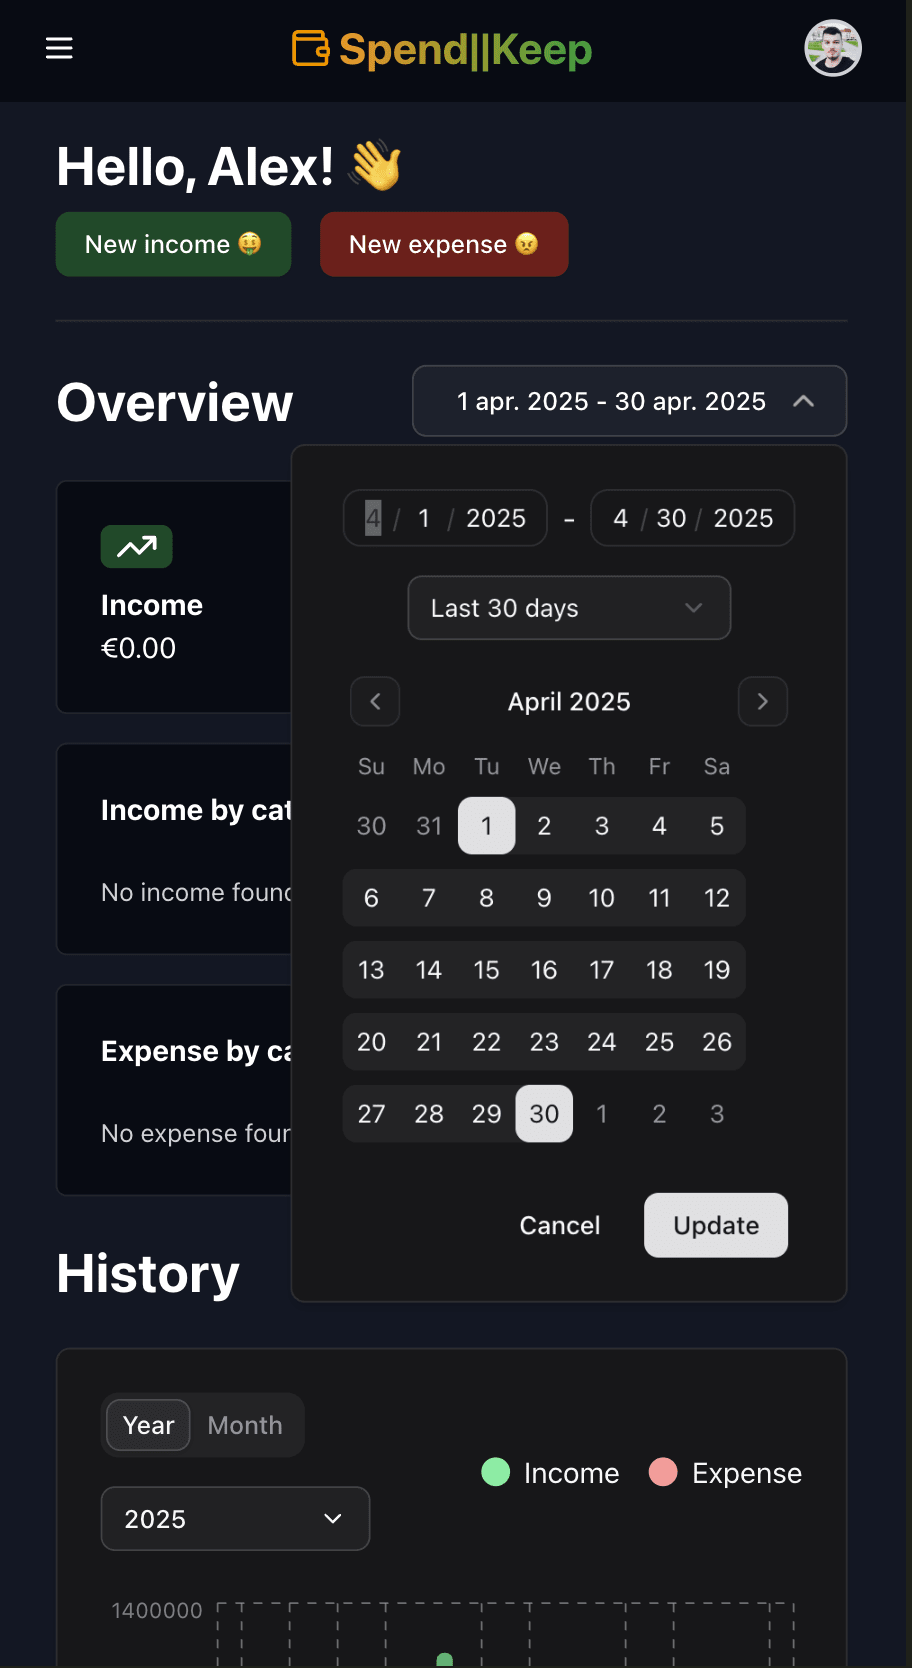 Spend||Keep
Hello, Alex! 👋
New income 🤑
New expense 😠
Overview
1 apr. 2025 - 30 apr. 2025
4 / 1 / 2025 - 4 / 30 / 2025
Last 30 days
April 2025
Su Mo Tu We Th Fr Sa
30 31 1 2 3 4 5
6 7 8 9 10 11 12
13 14 15 16 17 18 19
20 21 22 23 24 25 26
27 28 29 30 1 2 3
Cancel
Update
Income
€0.00
Income by cat
No income found
Expense by ca
No expense four
History
Year Month
Income Expense
2025
1400000